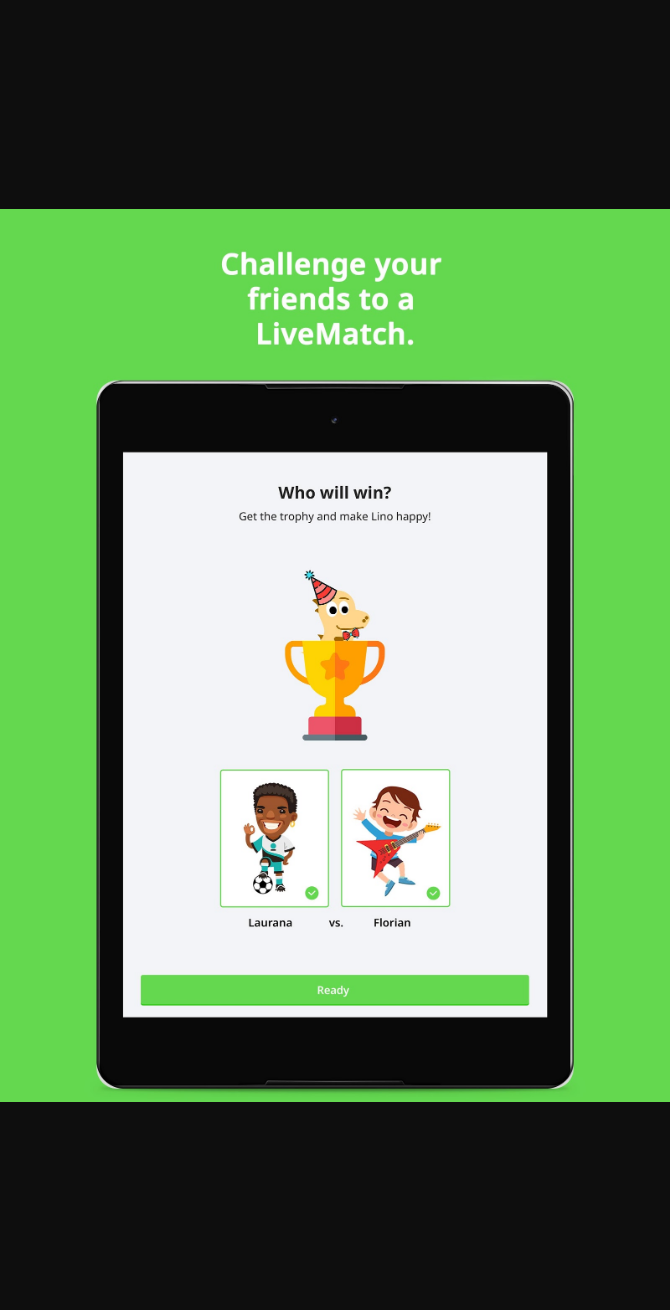 Challenge your
friends to a
LiveMatch.
Who will win?
Get the trophy and make Lino happy!
Laurana vs. Florian
Ready